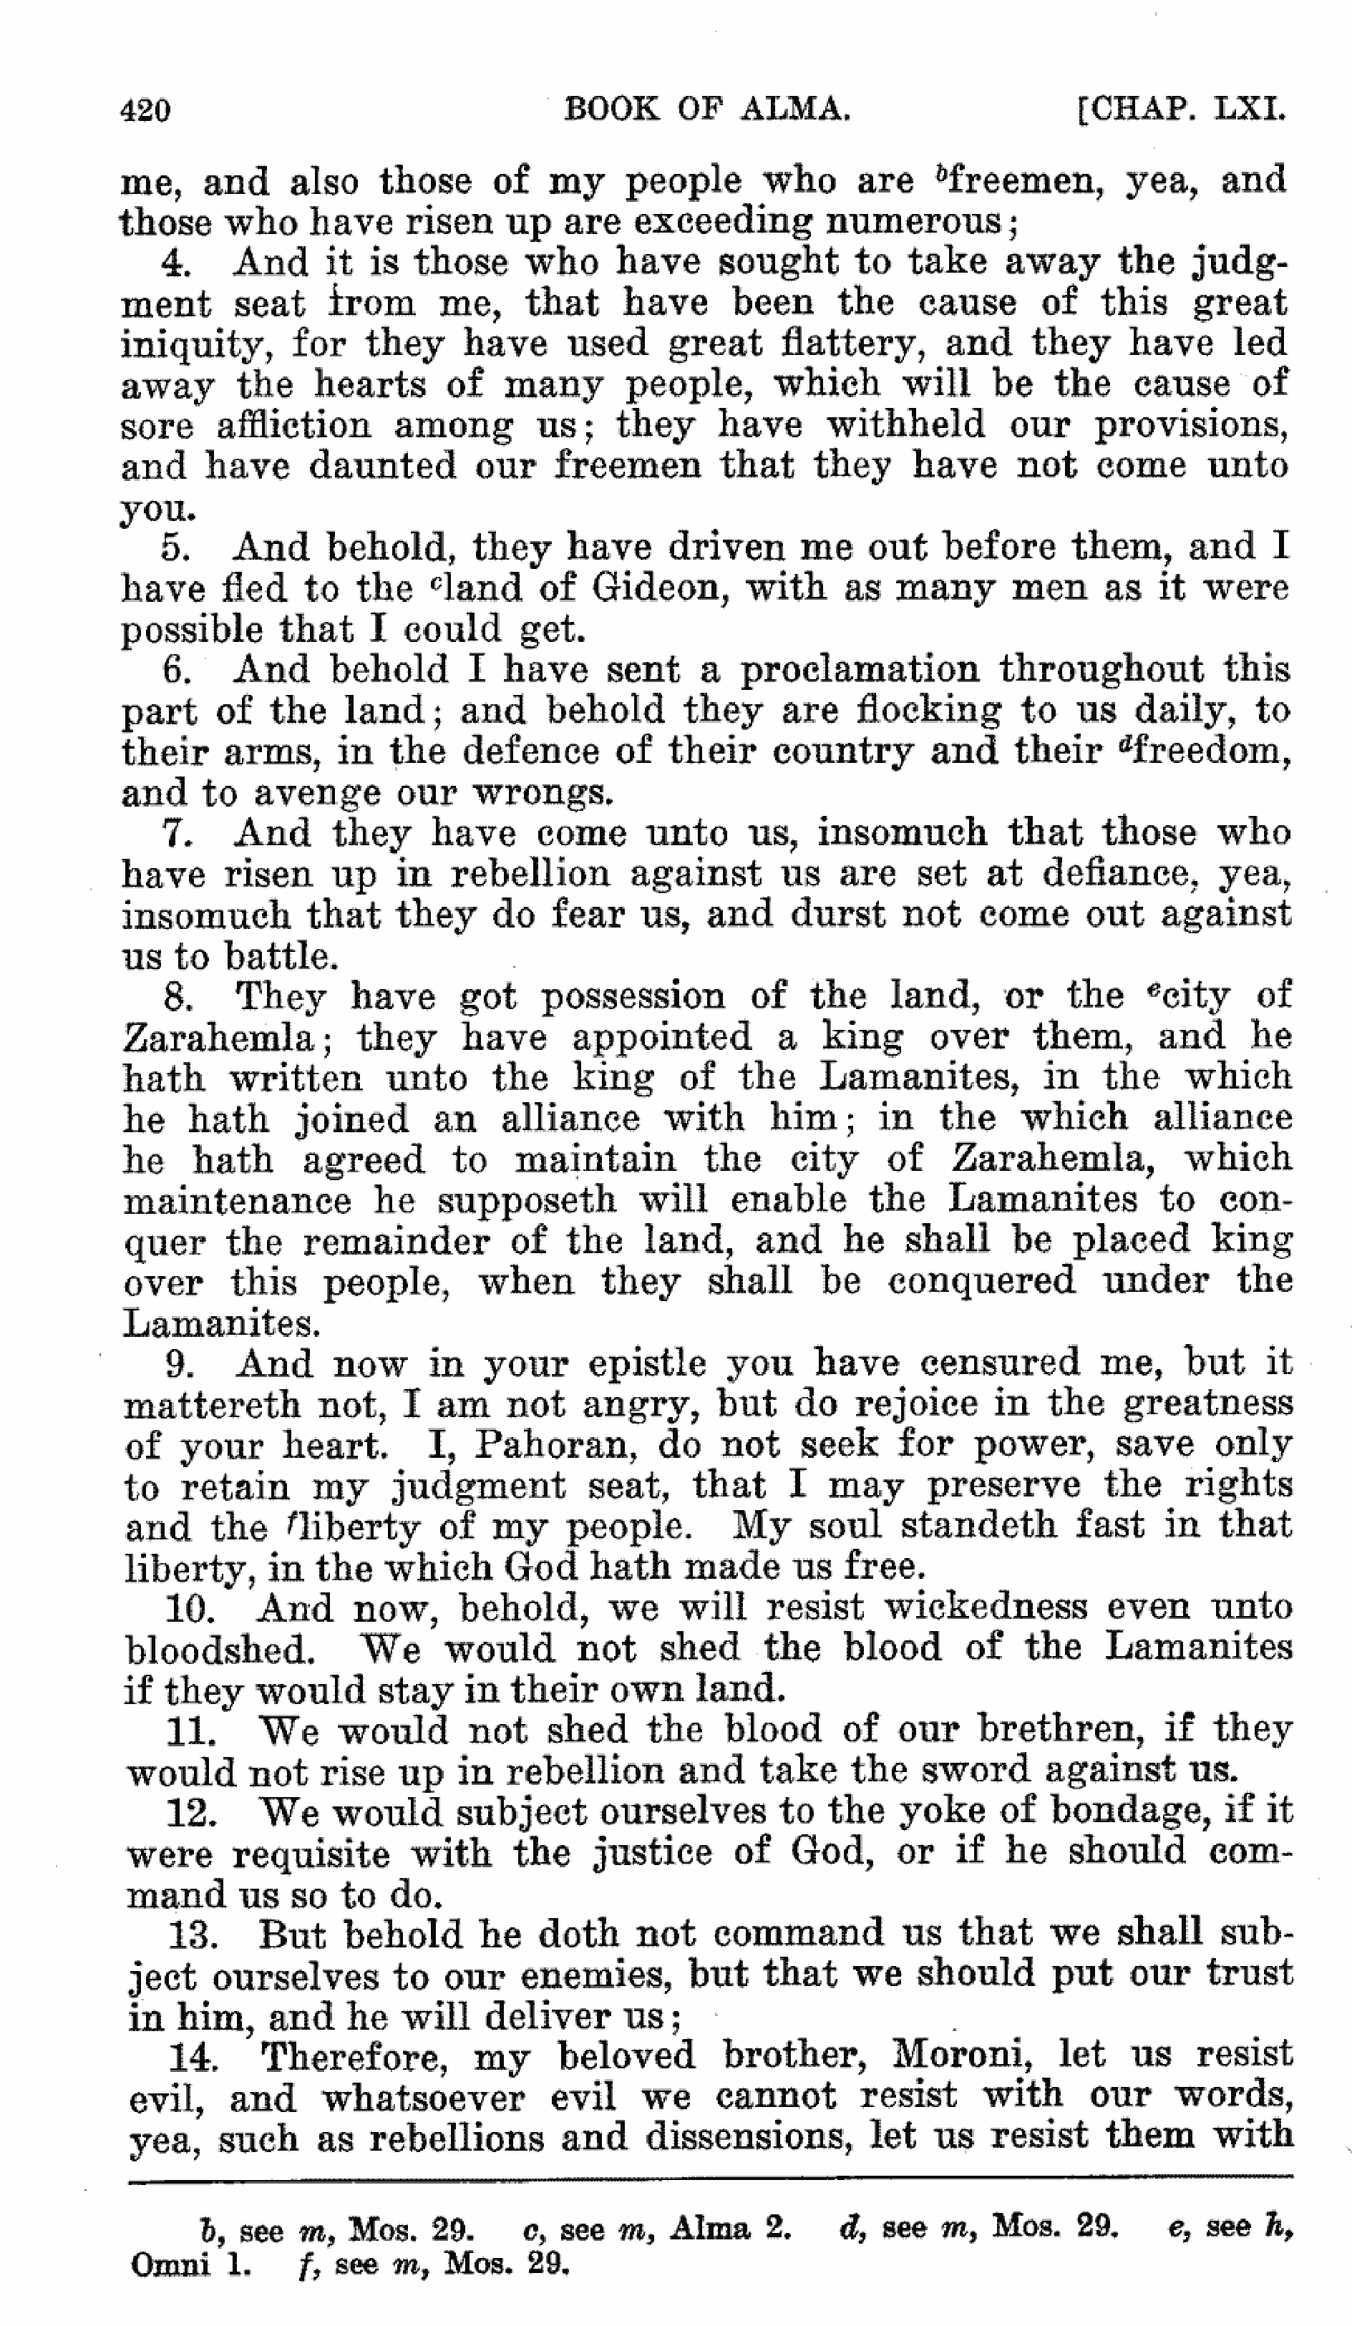 420 BOOK OF ALMA. [CHAP. LXI.
me, and also those of my people who are bfreemen, yea, and
those who have risen up are exceeding numerous;
4. And it is those who have sought to take away the judg-
ment seat from me, that have been the cause of this great
iniquity, for they have used great flattery, and they have led
away the hearts of many people, which will be the cause of
sore affliction among us; they have withheld our provisions,
and have daunted our freemen that they have not come unto
you.
5. And behold, they have driven me out before them, and I
have fled to the cland of Gideon, with as many men as it were
possible that I could get.
6. And behold I have sent a proclamation throughout this
part of the land; and behold they are flocking to us daily, to
their arms, in the defence of their country and their dfreedom,
and to avenge our wrongs.
7. And they have come unto us, insomuch that those who
have risen up in rebellion against us are set at defiance, yea,
insomuch that they do fear us, and durst not come out against
us to battle.
8. They have got possession of the land, or the ecity of
Zarahemla; they have appointed a king over them, and he
hath written unto the king of the Lamanites, in the which
he hath joined an alliance with him; in the which alliance
he hath agreed to maintain the city of Zarahemla, which
maintenance he supposeth will enable the Lamanites to con-
quer the remainder of the land, and he shall be placed king
over this people, when they shall be conquered under the
Lamanites.
9. And now in your epistle you have censured me, but it
mattereth not, I am not angry, but do rejoice in the greatness
of your heart. I, Pahoran, do not seek for power, save only
to retain my judgment seat, that I may preserve the rights
and the fliberty of my people. My soul standeth fast in that
liberty, in the which God hath made us free.
10. And now, behold, we will resist wickedness even unto
bloodshed. We would not shed the blood of the Lamanites
if they would stay in their own land.
11. We would not shed the blood of our brethren, if they
would not rise up in rebellion and take the sword against us.
12. We would subject ourselves to the yoke of bondage, if it
were requisite with the justice of God, or if he should com-
mand us so to do.
13. But behold he doth not command us that we shall sub-
ject ourselves to our enemies, but that we should put our trust
in him, and he will deliver us;
14. Therefore, my beloved brother, Moroni, let us resist
evil, and whatsoever evil we cannot resist with our words,
yea, such as rebellions and dissensions, let us resist them with
b, see m, Mos. 29. c, see m, Alma 2. d, see m, Mos. 29. e, see h,
Omni 1. f, see m, Mos. 29.